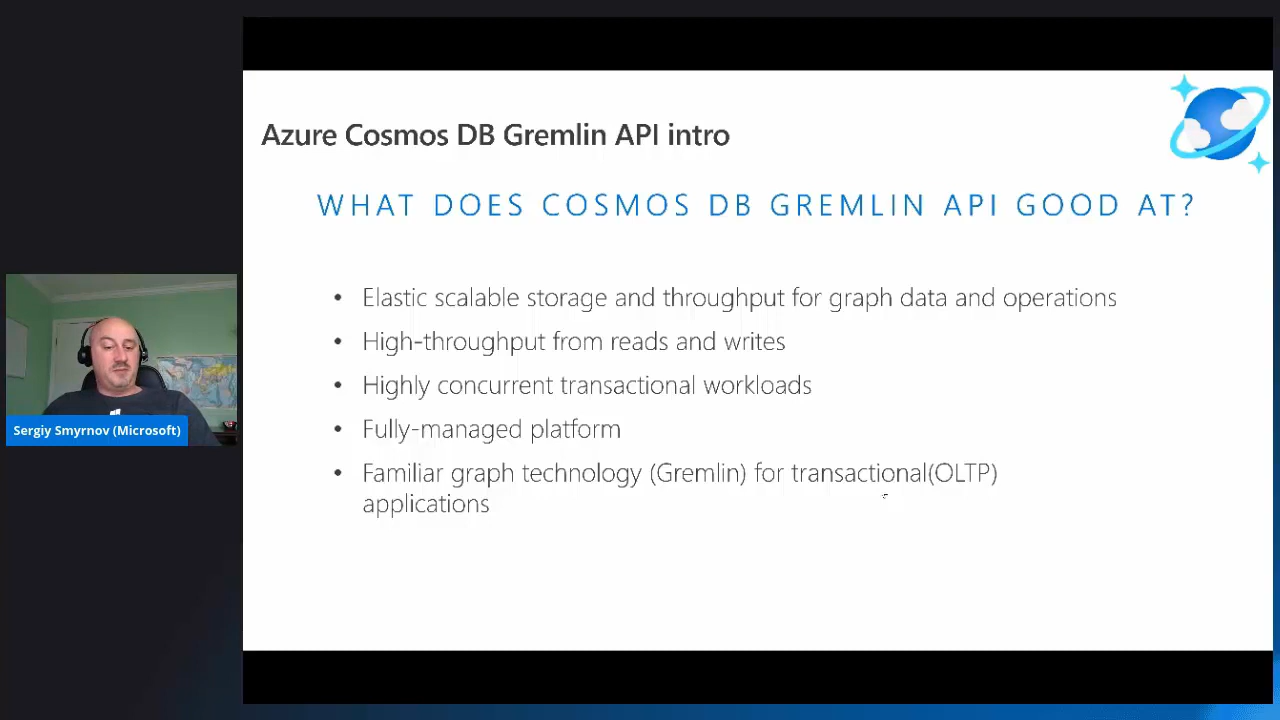 Azure Cosmos DB Gremlin API intro
WHAT DOES COSMOS DB GREMLIN API GOOD AT?
• Elastic scalable storage and throughput for graph data and operations
• High-throughput from reads and writes
• Highly concurrent transactional workloads
• Fully-managed platform
• Familiar graph technology (Gremlin) for transactional(OLTP)
applications
Sergiy Smyrnov (Microsoft)